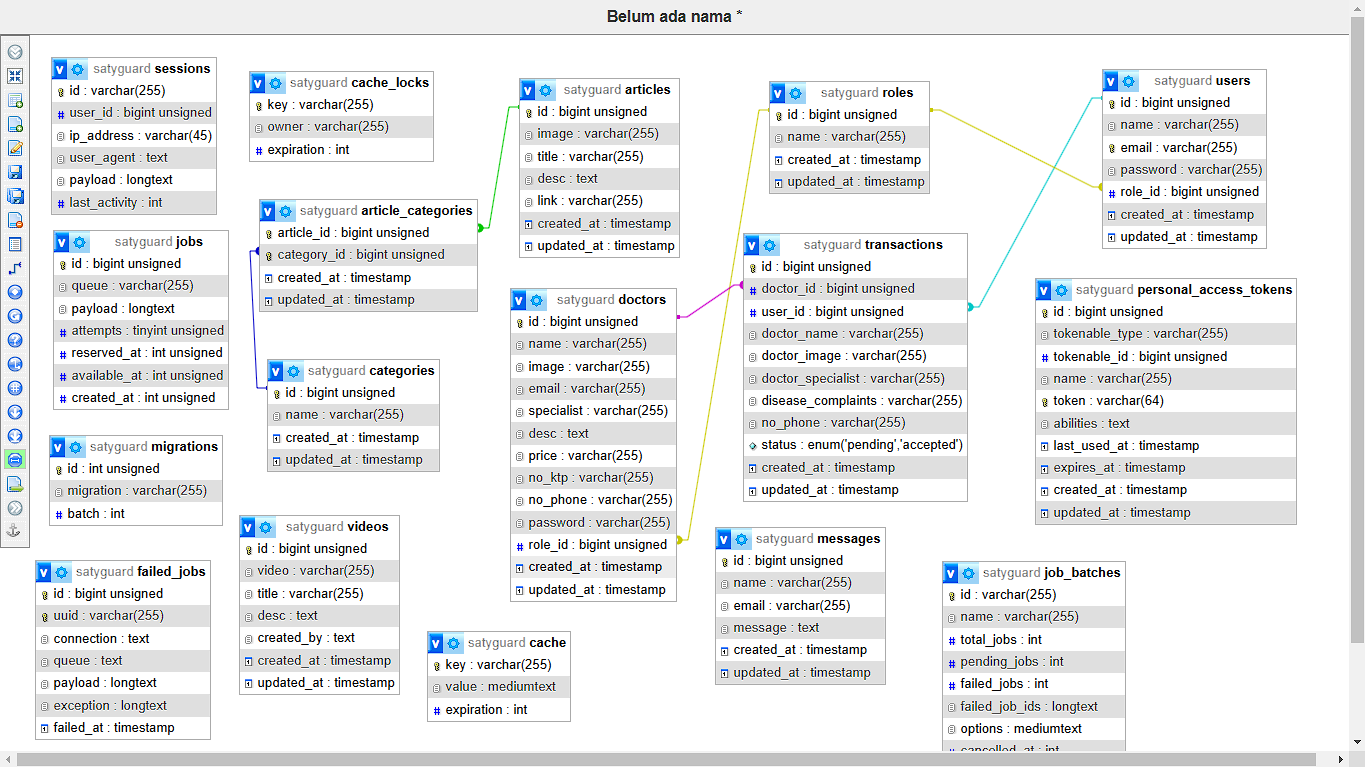 Belum ada nama *
satyguard sessions
id : varchar(255)
user_id : bigint unsigned
ip_address : varchar(45)
user_agent : text
payload : longtext
last_activity : int
satyguard jobs
id : bigint unsigned
queue : varchar(255)
payload : longtext
attempts : tinyint unsigned
reserved_at : int unsigned
available_at : int unsigned
created_at : int unsigned
satyguard migrations
id : int unsigned
migration : varchar(255)
batch : int
satyguard failed_jobs
id : bigint unsigned
uuid : varchar(255)
connection : text
queue : text
payload : longtext
exception : longtext
failed_at : timestamp
satyguard cache_locks
key : varchar(255)
owner : varchar(255)
expiration : int
satyguard article_categories
article_id : bigint unsigned
category_id : bigint unsigned
created_at : timestamp
updated_at : timestamp
satyguard categories
id : bigint unsigned
name : varchar(255)
created_at : timestamp
updated_at : timestamp
satyguard videos
id : bigint unsigned
video : varchar(255)
title : varchar(255)
desc : text
created_by : text
created_at : timestamp
updated_at : timestamp
satyguard cache
key : varchar(255)
value : mediumtext
expiration : int
satyguard articles
id : bigint unsigned
image : varchar(255)
title : varchar(255)
desc : text
link : varchar(255)
created_at : timestamp
updated_at : timestamp
satyguard doctors
id : bigint unsigned
name : varchar(255)
image : varchar(255)
email : varchar(255)
specialist : varchar(255)
desc : text
price : varchar(255)
no_ktp : varchar(255)
no_phone : varchar(255)
password : varchar(255)
role_id : bigint unsigned
created_at : timestamp
updated_at : timestamp
satyguard roles
id : bigint unsigned
name : varchar(255)
created_at : timestamp
updated_at : timestamp
satyguard transactions
id : bigint unsigned
doctor_id : bigint unsigned
user_id : bigint unsigned
doctor_name : varchar(255)
doctor_image : varchar(255)
doctor_specialist : varchar(255)
disease_complaints : varchar(255)
no_phone : varchar(255)
status : enum('pending','accepted')
created_at : timestamp
updated_at : timestamp
satyguard messages
id : bigint unsigned
name : varchar(255)
email : varchar(255)
message : text
created_at : timestamp
updated_at : timestamp
satyguard users
id : bigint unsigned
name : varchar(255)
email : varchar(255)
password : varchar(255)
role_id : bigint unsigned
created_at : timestamp
updated_at : timestamp
satyguard personal_access_tokens
id : bigint unsigned
tokenable_type : varchar(255)
tokenable_id : bigint unsigned
name : varchar(255)
token : varchar(64)
abilities : text
last_used_at : timestamp
expires_at : timestamp
created_at : timestamp
updated_at : timestamp
satyguard job_batches
id : varchar(255)
name : varchar(255)
total_jobs : int
pending_jobs : int
failed_jobs : int
failed_job_ids : longtext
options : mediumtext
cancelled_at : int